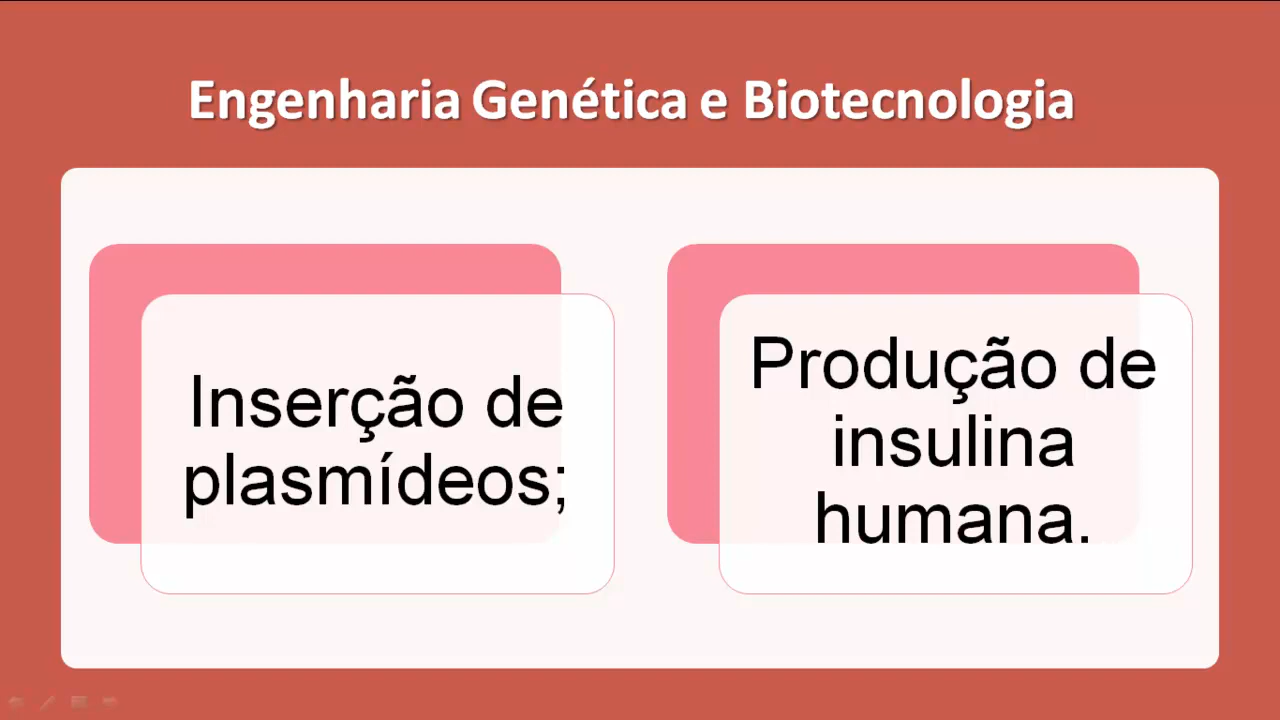 Engenharia Genética e Biotecnologia
Inserção de
plasmídeos;
Produção de
insulina
humana.